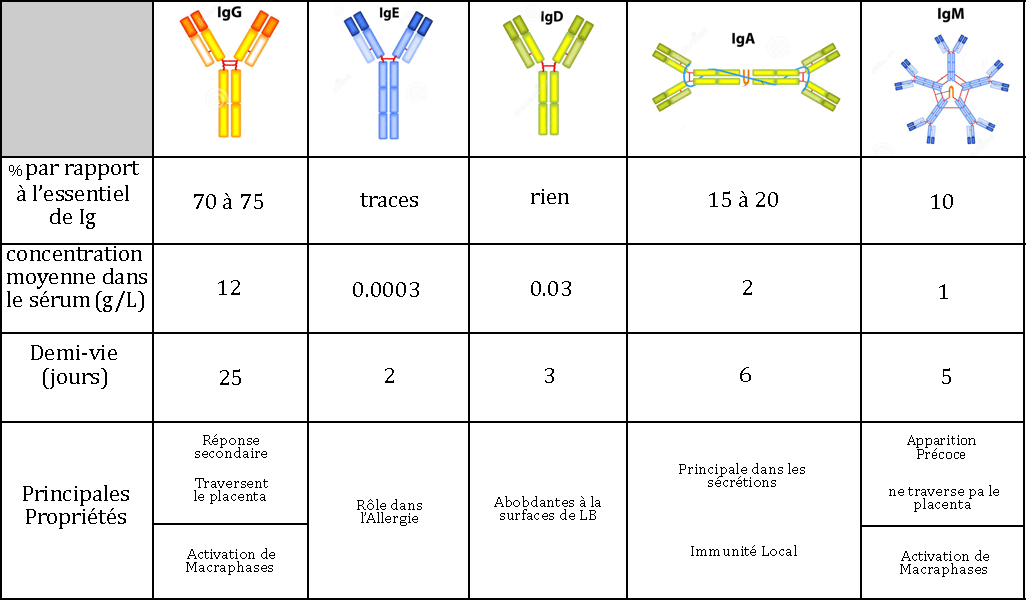 IgG
IgE
IgD
IgA
IgM
% par rapport
à l’essentiel
de Ig
70 à 75
traces
rien
15 à 20
10
concentration
moyenne dans
le sérum (g/L)
12
0.0003
0.03
2
1
Demi-vie
(jours)
25
2
3
6
5
Principales
Propriétés
Réponse
secondaire
Traversent
le placenta
Activation de
Macraphases
Rôle dans
l’Allergie
Abobdantes à la
surfaces de LB
Principale dans les
sécrétions
Immunité Local
Apparition
Précoce
ne traverse pa le
placenta
Activation de
Macraphases